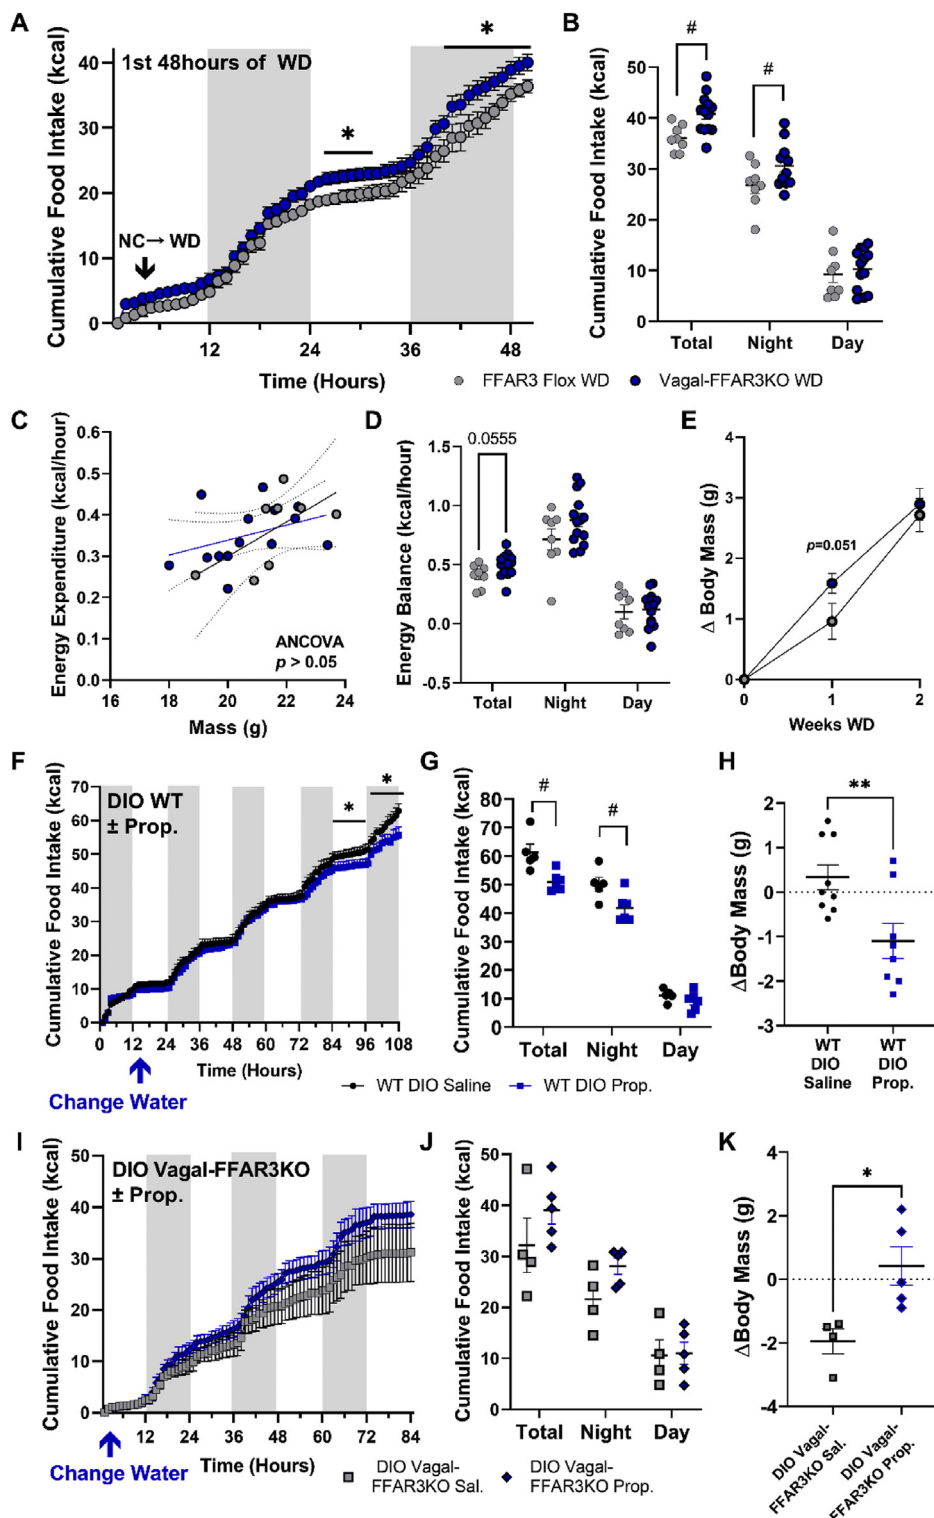 A
1st 48hours of WD
Cumulative Food Intake (kcal)
40
30
20
10
0
NC→ WD
*
*
12
24
36
48
Time (Hours)
B
Cumulative Food Intake (kcal)
50
40
30
20
10
0
#
#
Total
Night
Day
FFAR3 Flox WD
Vagal-FFAR3KO WD
C
Energy Expenditure (kcal/hour)
0.6
0.5
0.4
0.3
0.2
0.1
0.0
ANCOVA
p > 0.05
16
18
20
22
24
Mass (g)
D
Energy Balance (kcal/hour)
1.5
1.0
0.5
0.0
-0.5
0.0555
Total
Night
Day
E
Δ Body Mass (g)
4
3
2
1
0
p=0.051
0
1
2
Weeks WD
F
DIO WT
± Prop.
Cumulative Food Intake (kcal)
70
60
50
40
30
20
10
0
*
*
0
12
24
36
48
60
72
84
96
108
Time (Hours)
Change Water
G
Cumulative Food Intake (kcal)
80
70
60
50
40
30
20
10
0
#
#
Total
Night
Day
WT DIO Saline
WT DIO Prop.
H
ΔBody Mass (g)
2
1
0
-1
-2
-3
**
WT
DIO
Saline
WT
DIO
Prop.
I
DIO Vagal-FFAR3KO
± Prop.
Cumulative Food Intake (kcal)
50
40
30
20
10
0
0
12
24
36
48
60
72
84
Time (Hours)
Change Water
J
Cumulative Food Intake (kcal)
50
40
30
20
10
0
Total
Night
Day
DIO Vagal-
FFAR3KO Sal.
DIO Vagal-
FFAR3KO Prop.
K
ΔBody Mass (g)
4
2
0
-2
-4
*
DIO Vagal-
FFAR3KO Sal.
DIO Vagal-
FFAR3KO Prop.